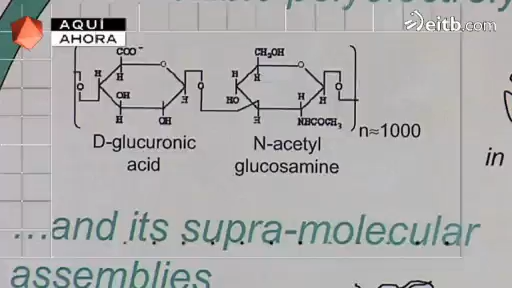 AQUÍ
AHORA
eitb.com
COO⁻
CH₂OH
H
H
O
O
H
O
O
H
H
O
OH
H
HO
H
H
O
H
OH
H
NHCOCH₃
n≈1000
D-glucuronic
acid
N-acetyl
glucosamine
in
...and its supra-molecular
assemblies